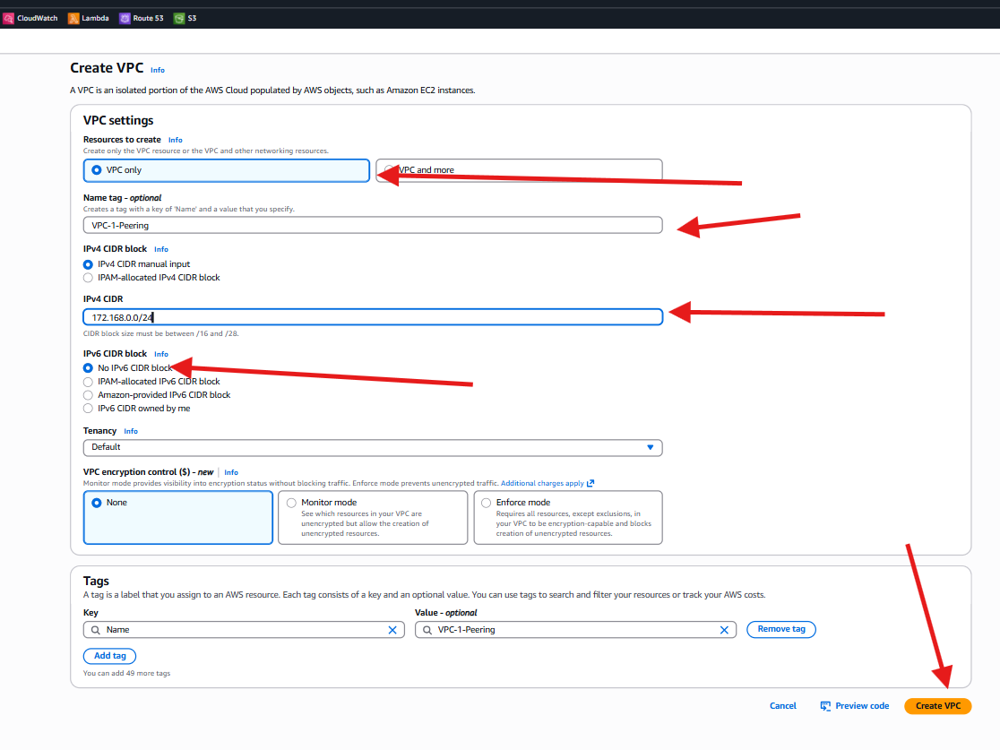 CloudWatch Lambda Route 53 S3
Create VPC Info
A VPC is an isolated portion of the AWS Cloud populated by AWS objects, such as Amazon EC2 instances.
VPC settings
Resources to create Info
Create only the VPC resource or the VPC and other networking resources.
VPC only VPC and more
Name tag - optional
Creates a tag with a key of 'Name' and a value that you specify.
VPC-1-Peering
IPv4 CIDR block Info
IPv4 CIDR manual input
IPAM-allocated IPv4 CIDR block
IPv4 CIDR
172.168.0.0/24
CIDR block size must be between /16 and /28.
IPv6 CIDR block Info
No IPv6 CIDR block
IPAM-allocated IPv6 CIDR block
Amazon-provided IPv6 CIDR block
IPv6 CIDR owned by me
Tenancy Info
Default
VPC encryption control ($) - new Info
Monitor mode provides visibility into encryption status without blocking traffic. Enforce mode prevents unencrypted traffic. Additional charges apply
None
Monitor mode
See which resources in your VPC are
unencrypted but allow the creation of
unencrypted resources.
Enforce mode
Requires all resources, except exclusions, in
your VPC to be encryption-capable and blocks
creation of unencrypted resources.
Tags
A tag is a label that you assign to an AWS resource. Each tag consists of a key and an optional value. You can use tags to search and filter your resources or track your AWS costs.
Key Value - optional
Name VPC-1-Peering Remove tag
Add tag
You can add 49 more tags
Cancel Preview code Create VPC